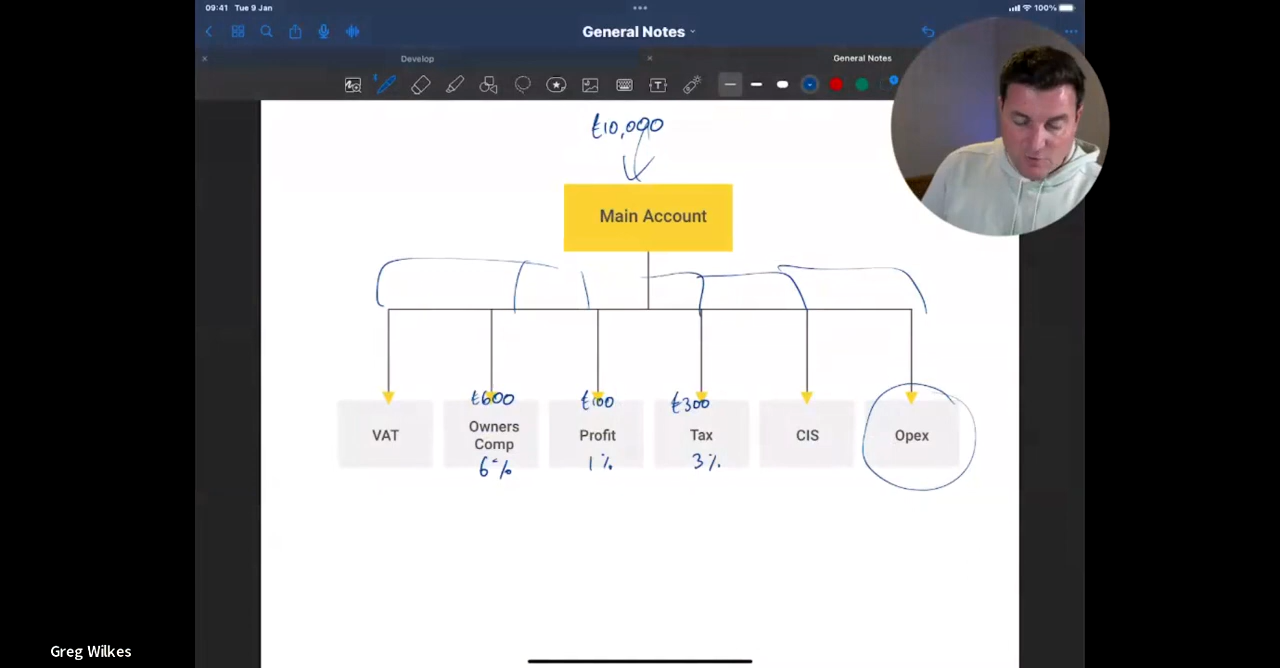 09:41 Tue 9 Jan
100%
General Notes
Develop
General Notes
£10,000
Main Account
£600
£100
£300
VAT
Owners
Comp
Profit
Tax
CIS
Opex
6%
1%
3%
Greg Wilkes